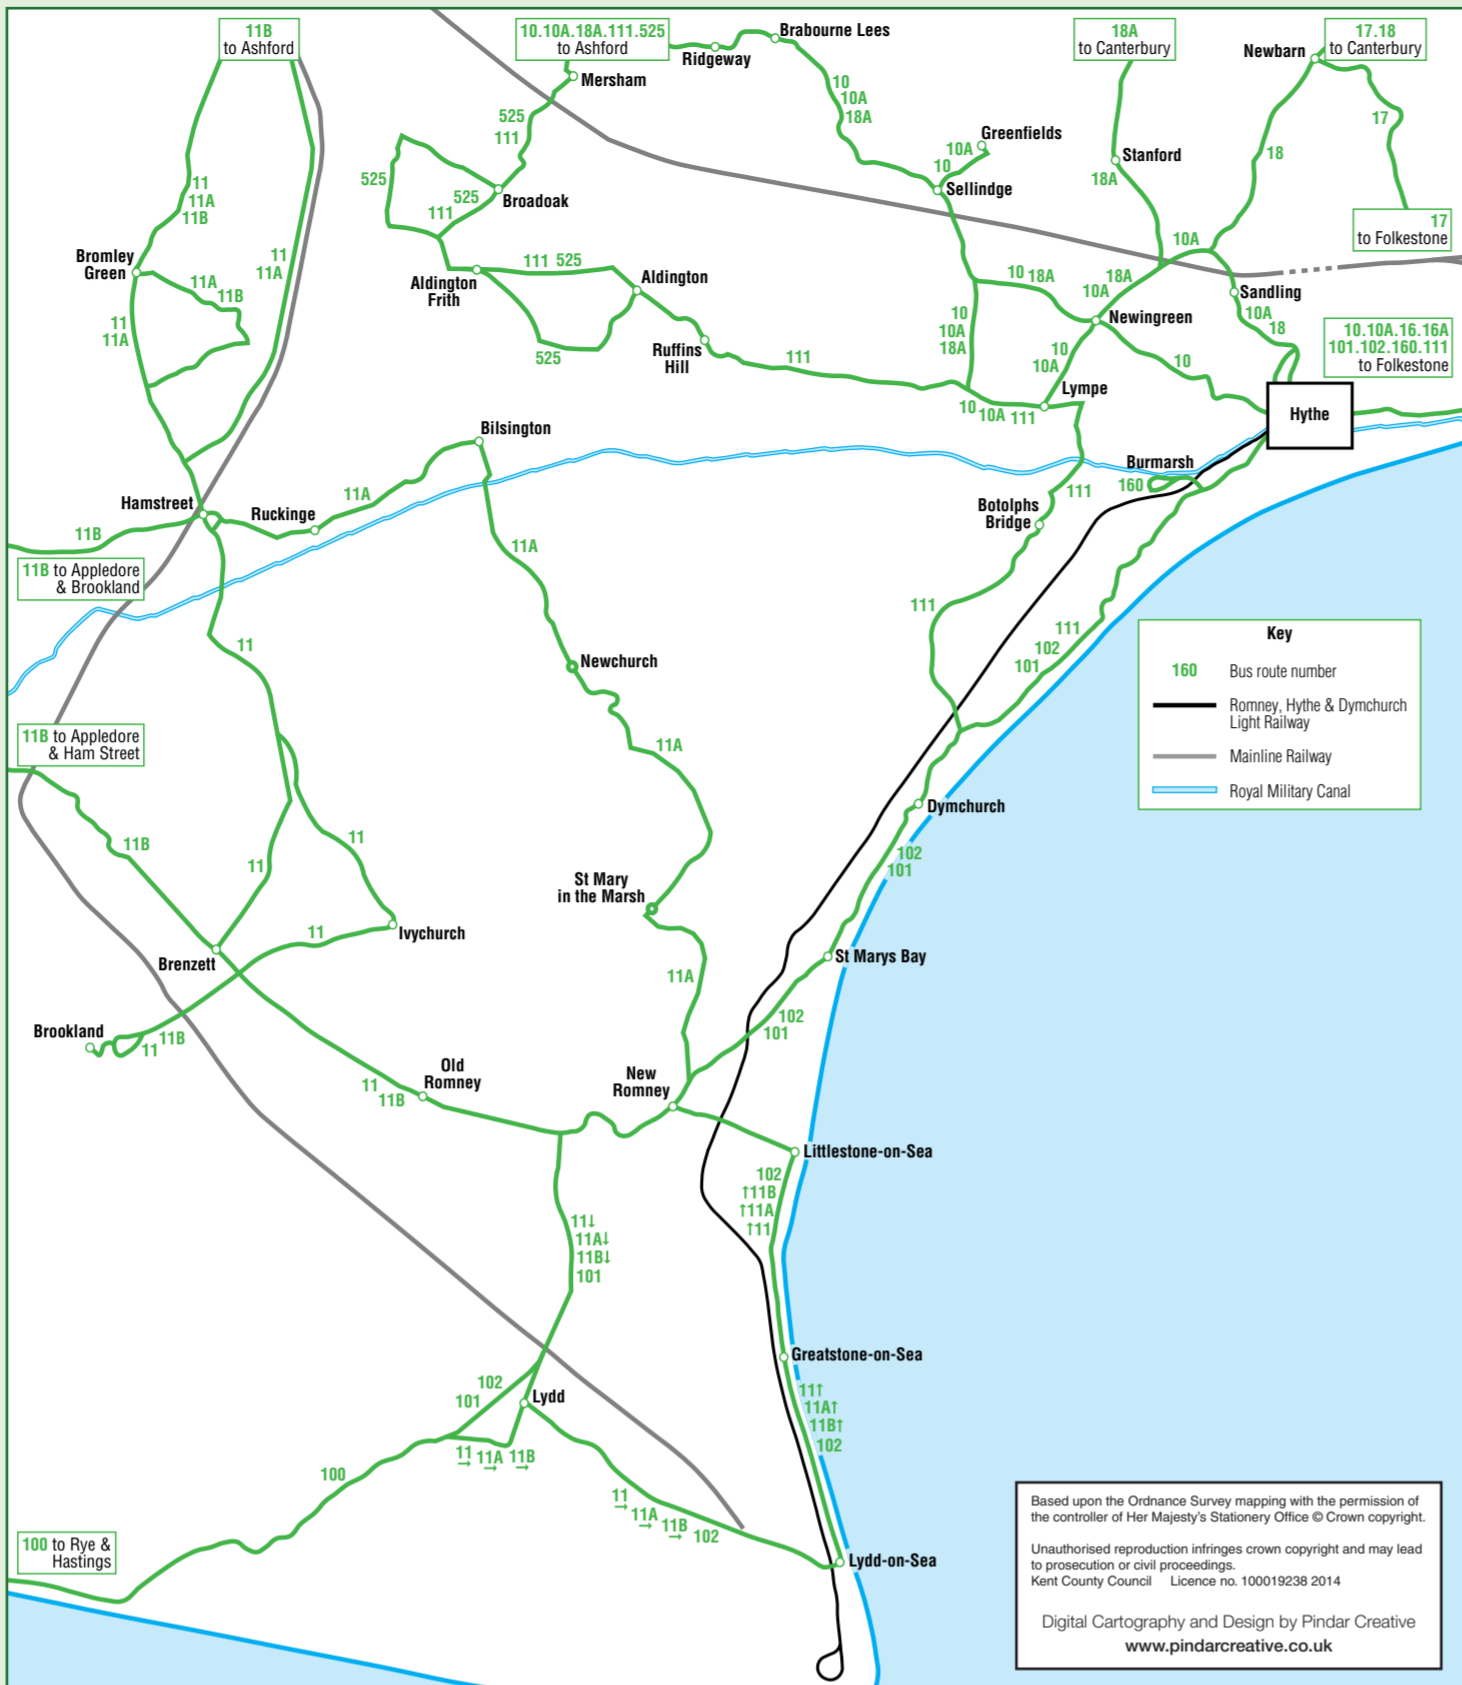 11B
to Ashford
10.10A.18A.111.525
to Ashford
Mersham
Ridgeway
Brabourne Lees
18A
to Canterbury
Newbarn
17.18
to Canterbury
10
10A
18A
525
111
17
Greenfields
10A
10
Sellindge
Stanford
18A
18
525
525
111
Broadoak
11
11A
11B
17
to Folkestone
Bromley
Green
11
11A
11A
11B
10A
111 525
Aldington
Frith
Aldington
10 18A
18A
10A
Sandling
10A
18
11
11A
525
Ruffins
Hill
111
10
10A
18A
Newingreen
10
10A
10
10.10A.16.16A
101.102.160.111
to Folkestone
Lympe
10 10A 111
Hythe
Bilsington
Burmarsh
160
111
Hamstreet
Ruckinge
11A
Botolphs
Bridge
11B
11A
11B to Appledore
& Brookland
111
111
102
101
11
Newchurch
Key
160 Bus route number
Romney, Hythe & Dymchurch
Light Railway
Mainline Railway
Royal Military Canal
11B to Appledore
& Ham Street
11A
Dymchurch
11B
11
11
102
101
St Mary
in the Marsh
Ivychurch
11
Brenzett
St Marys Bay
11A
102
101
Brookland
11B
11
Old
Romney
11
11B
New
Romney
Littlestone-on-Sea
102
↑11B
↑11A
↑11
11↓
11A↓
11B↓
101
Greatstone-on-Sea
11↑
11A↑
11B↑
102
102
101
Lydd
11 → 11A → 11B →
100
11 →
11A →
11B →
102
100 to Rye &
Hastings
Lydd-on-Sea
Based upon the Ordnance Survey mapping with the permission of
the controller of Her Majesty's Stationery Office © Crown copyright.
Unauthorised reproduction infringes crown copyright and may lead
to prosecution or civil proceedings.
Kent County Council Licence no. 100019238 2014
Digital Cartography and Design by Pindar Creative
www.pindarcreative.co.uk